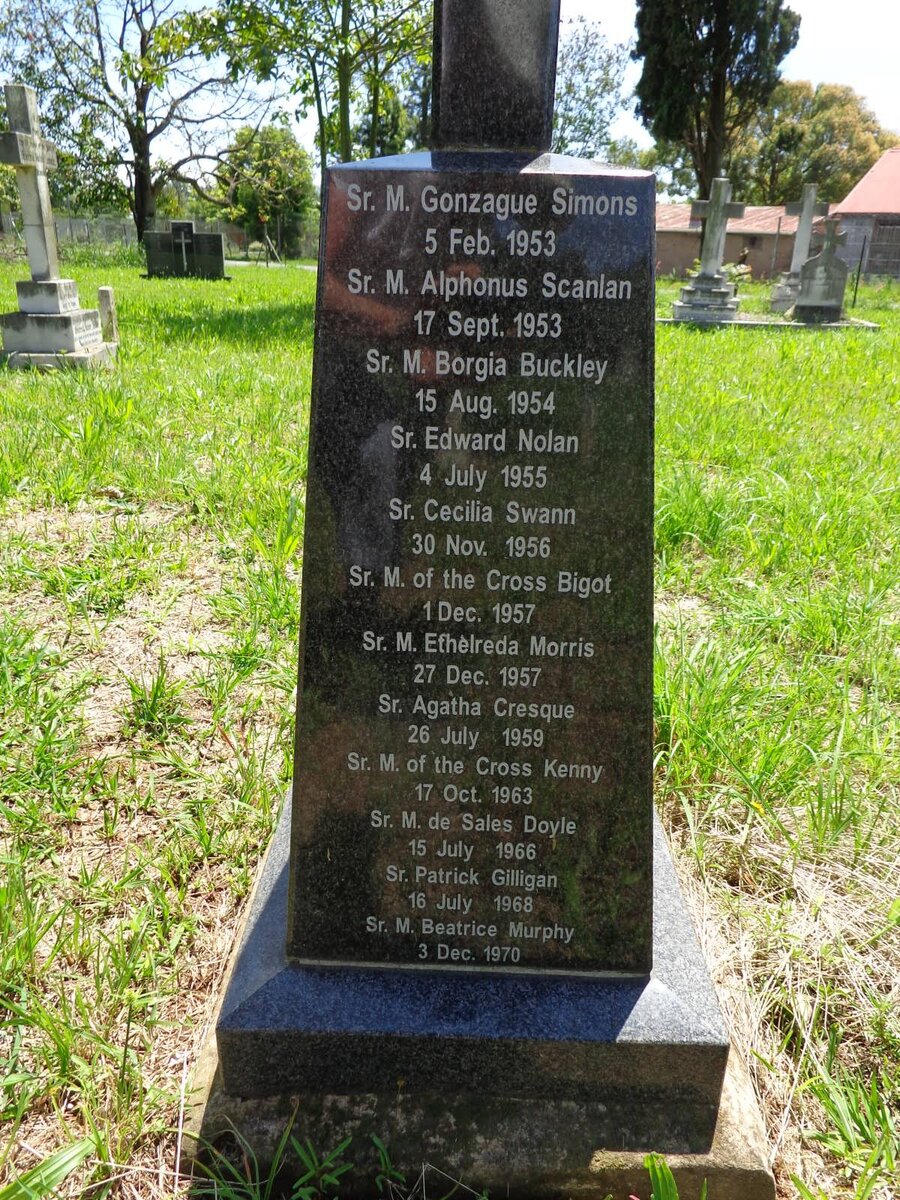 Sr. M. Gonzague Simons
5 Feb. 1953
Sr. M. Alphonus Scanlan
17 Sept. 1953
Sr. M. Borgia Buckley
15 Aug. 1954
Sr. Edward Nolan
4 July 1955
Sr. Cecilia Swann
30 Nov. 1956
Sr. M. of the Cross Bigot
1 Dec. 1957
Sr. M. Ethelreda Morris
27 Dec. 1957
Sr. Agatha Cresque
26 July 1959
Sr. M. of the Cross Kenny
17 Oct. 1963
Sr. M. de Sales Doyle
15 July 1966
Sr. Patrick Gilligan
16 July 1968
Sr. M. Beatrice Murphy
3 Dec. 1970